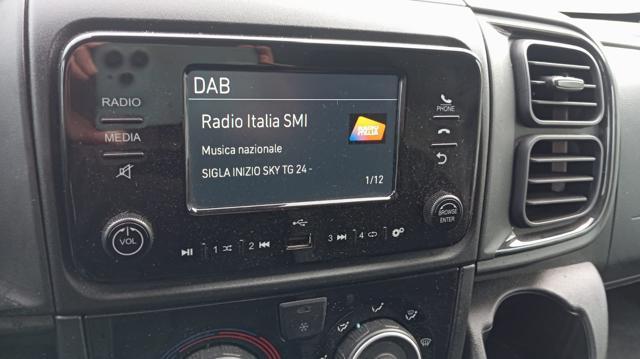 DAB
RADIO
MEDIA
Radio Italia SMI
Musica nazionale
SIGLA INIZIO SKY TG 24 -
1/12
PHONE
VOL
BROWSE
ENTER
1
2
3
4